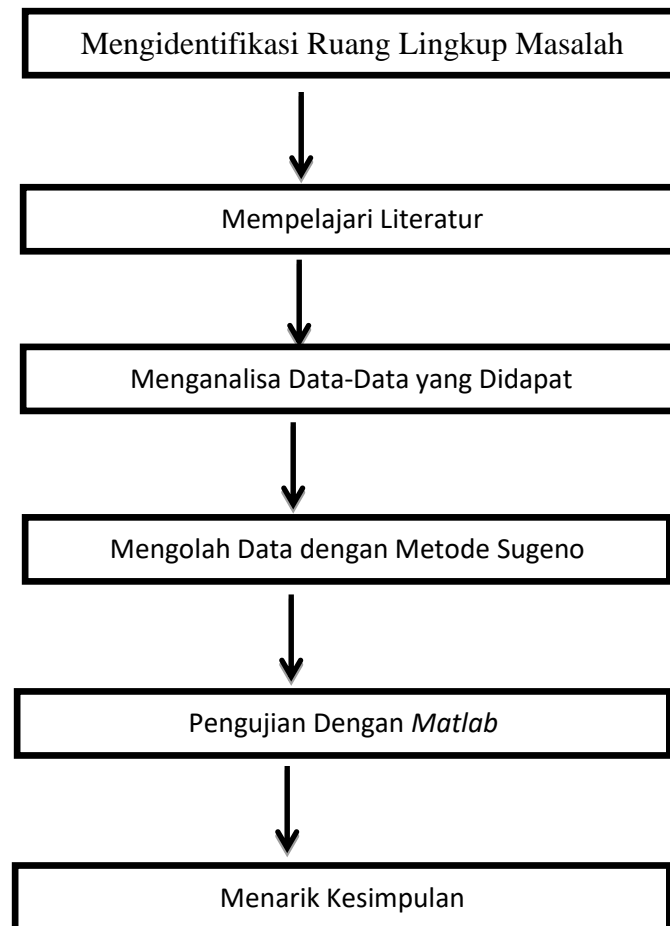 Mengidentifikasi Ruang Lingkup Masalah
Mempelajari Literatur
Menganalisa Data-Data yang Didapat
Mengolah Data dengan Metode Sugeno
Pengujian Dengan Matlab
Menarik Kesimpulan